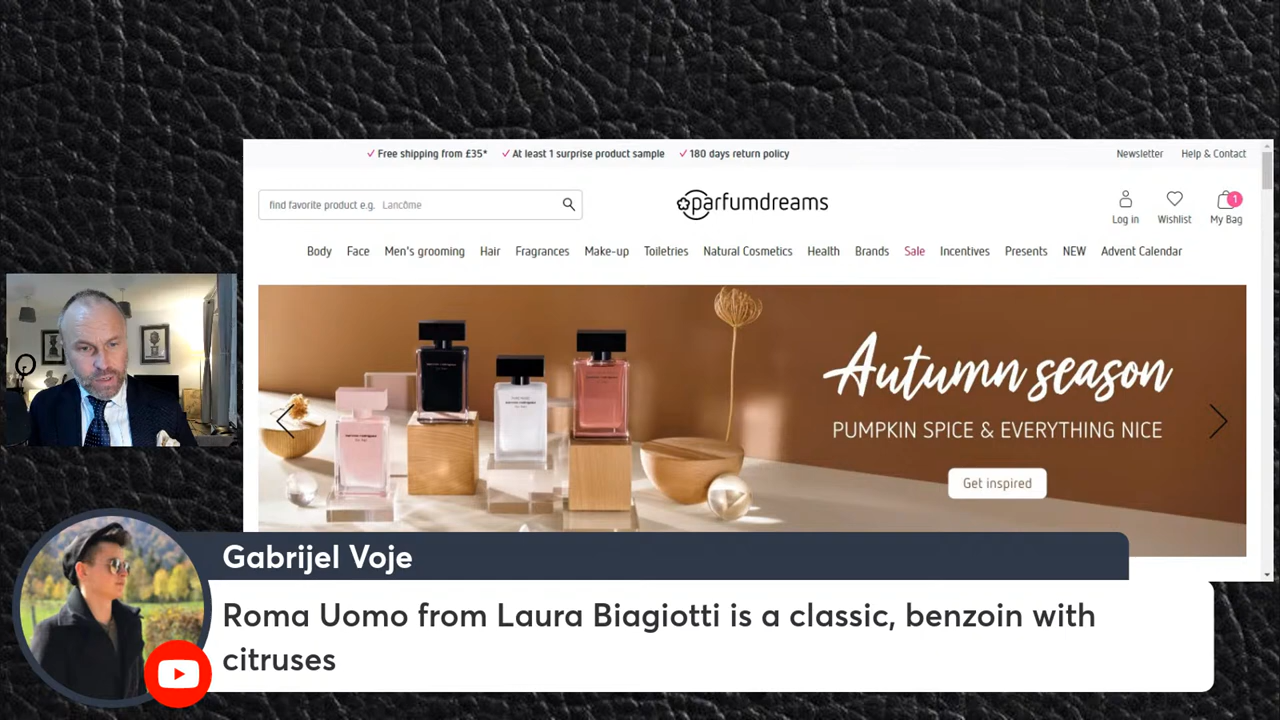 Free shipping from £35*
At least 1 surprise product sample
180 days return policy
Newsletter
Help & Contact
find favorite product e.g. Lancôme
parfumdreams
Log in
Wishlist
1
My Bag
Body
Face
Men's grooming
Hair
Fragrances
Make-up
Toiletries
Natural Cosmetics
Health
Brands
Sale
Incentives
Presents
NEW
Advent Calendar
Autumn season
PUMPKIN SPICE & EVERYTHING NICE
Get inspired
Gabrijel Voje
Roma Uomo from Laura Biagiotti is a classic, benzoin with
citruses